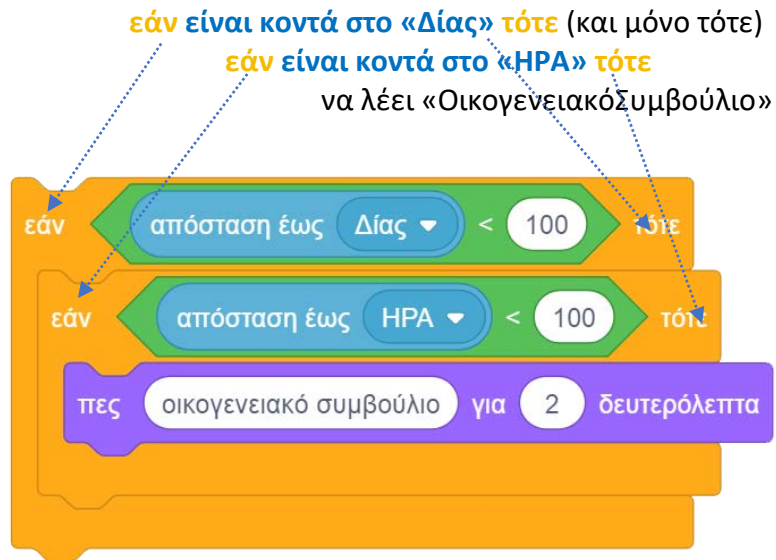 εάν είναι κοντά στο «Δίας» τότε (και μόνο τότε)
εάν είναι κοντά στο «ΗΡΑ» τότε
να λέει «ΟικογενειακόΣυμβούλιο»
εάν απόσταση έως Δίας < 100 τότε
εάν απόσταση έως ΗΡΑ < 100 τότε
πες οικογενειακό συμβούλιο για 2 δευτερόλεπτα